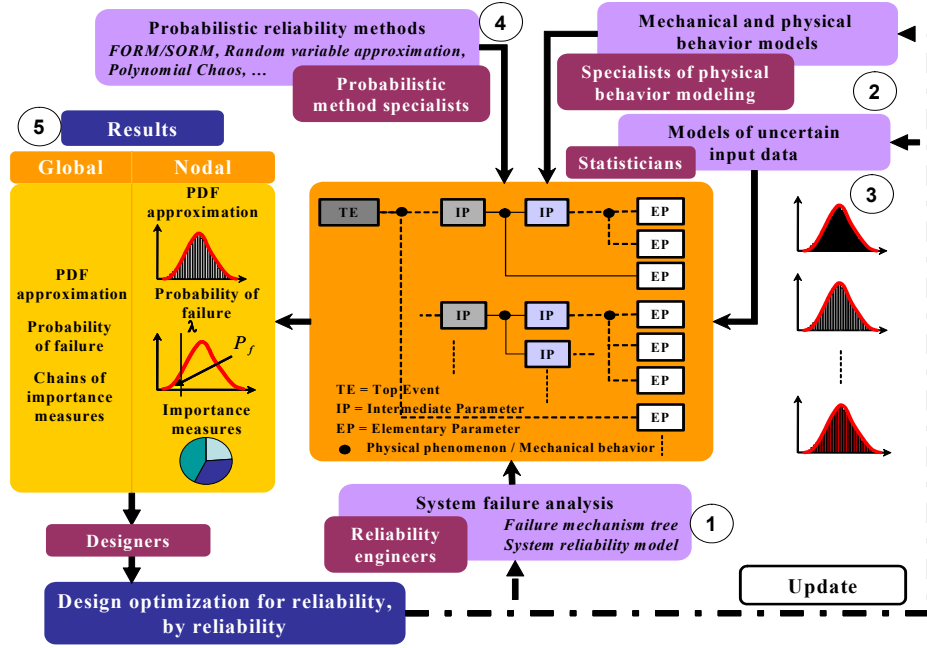 Probabilistic reliability methods
FORM/SORM, Random variable approximation,
Polynomial Chaos, ...
Probabilistic
method specialists
4
Mechanical and physical
behavior models
Specialists of physical
behavior modeling
2
Models of uncertain
input data
Statisticians
3
5
Results
Global
Nodal
PDF
approximation
Probability of
failure
λ
P_f
Importance
measures
PDF
approximation
Probability
of failure
Chains of
importance
measures
TE
IP
IP
EP
EP
EP
IP
IP
EP
EP
IP
EP
EP
TE = Top Event
IP = Intermediate Parameter
EP = Elementary Parameter
Physical phenomenon / Mechanical behavior
System failure analysis
Failure mechanism tree
System reliability model
Reliability
engineers
1
Designers
Design optimization for reliability,
by reliability
Update